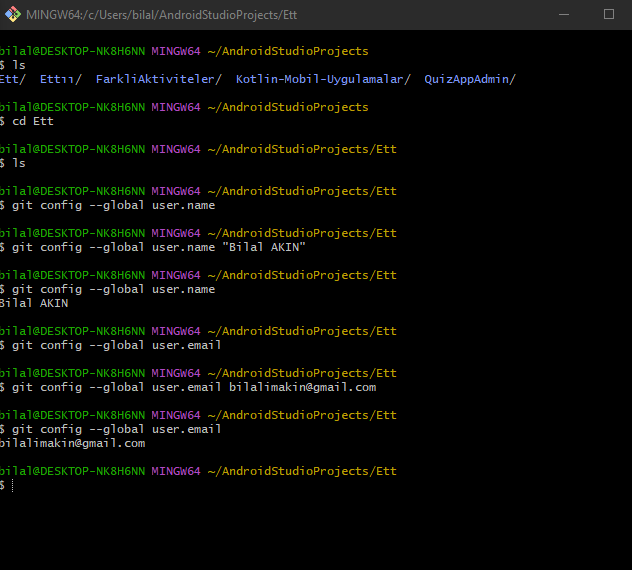 MINGW64:/c/Users/bilal/AndroidStudioProjects/Ett
bilal@DESKTOP-NK8H6NN MINGW64 ~/AndroidStudioProjects
$ ls
Ett/  Ettıı/  FarkliAktiviteler/  Kotlin-Mobil-Uygulamalar/  QuizAppAdmin/
bilal@DESKTOP-NK8H6NN MINGW64 ~/AndroidStudioProjects
$ cd Ett
bilal@DESKTOP-NK8H6NN MINGW64 ~/AndroidStudioProjects/Ett
$ ls
bilal@DESKTOP-NK8H6NN MINGW64 ~/AndroidStudioProjects/Ett
$ git config --global user.name
bilal@DESKTOP-NK8H6NN MINGW64 ~/AndroidStudioProjects/Ett
$ git config --global user.name "Bilal AKIN"
bilal@DESKTOP-NK8H6NN MINGW64 ~/AndroidStudioProjects/Ett
$ git config --global user.name
Bilal AKIN
bilal@DESKTOP-NK8H6NN MINGW64 ~/AndroidStudioProjects/Ett
$ git config --global user.email
bilal@DESKTOP-NK8H6NN MINGW64 ~/AndroidStudioProjects/Ett
$ git config --global user.email bilalimakin@gmail.com
bilal@DESKTOP-NK8H6NN MINGW64 ~/AndroidStudioProjects/Ett
$ git config --global user.email
bilalimakin@gmail.com
bilal@DESKTOP-NK8H6NN MINGW64 ~/AndroidStudioProjects/Ett
$